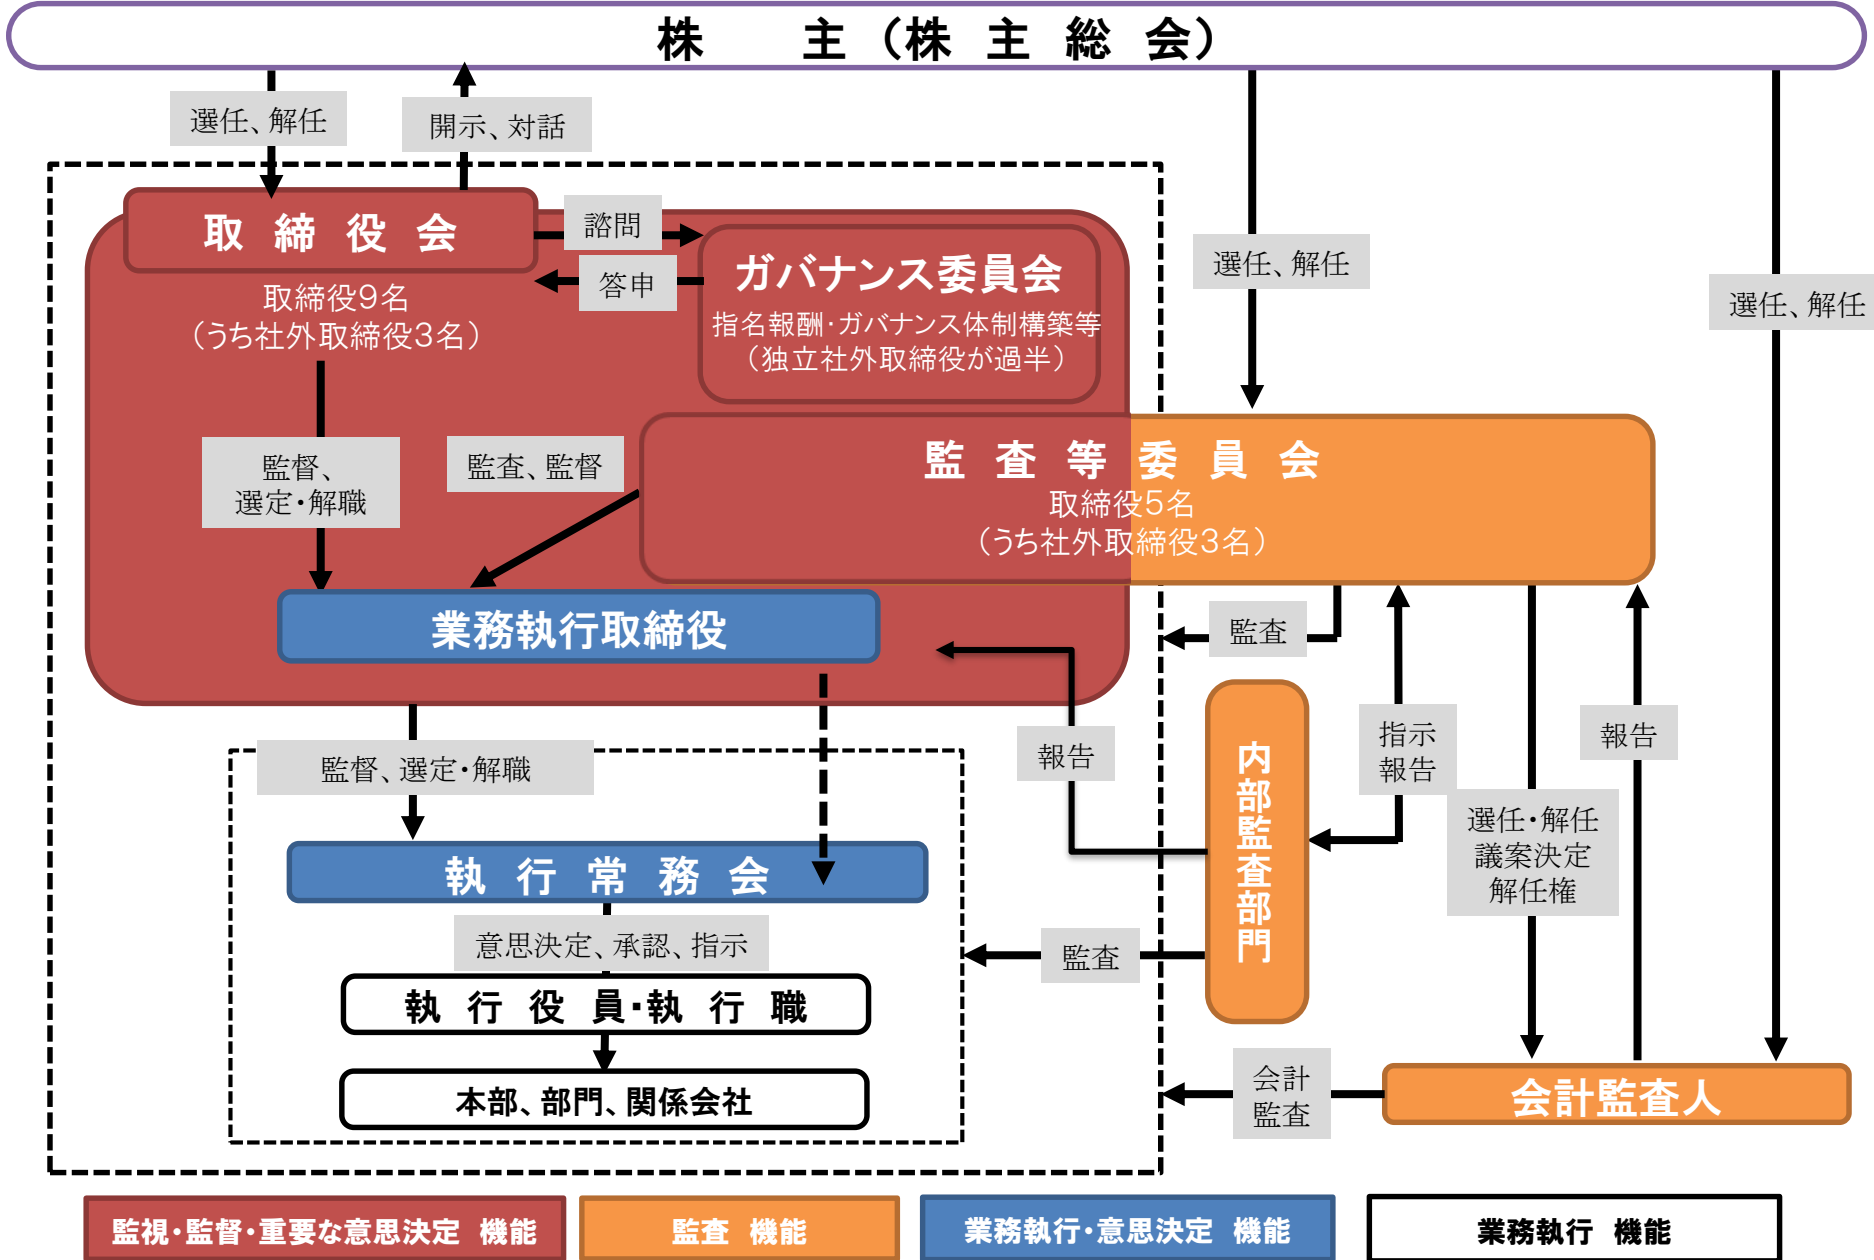 株　主（株 主 総 会）
選任、解任
開示、対話
取 締 役 会
諮問
答申
ガバナンス委員会
指名報酬・ガバナンス体制構築等
（独立社外取締役が過半）
取締役9名
（うち社外取締役3名）
選任、解任
選任、解任
監督、
選定・解職
監査、監督
監 査 等 委 員 会
取締役5名
（うち社外取締役3名）
業務執行取締役
監査
報告
内部監査部門
指示
報告
報告
選任・解任
議案決定
解任権
監督、選定・解職
執 行 常 務 会
意思決定、承認、指示
監査
執 行 役 員・執 行 職
本部、部門、関係会社
会計
監査
会計監査人
監視・監督・重要な意思決定 機能
監査 機能
業務執行・意思決定 機能
業務執行 機能